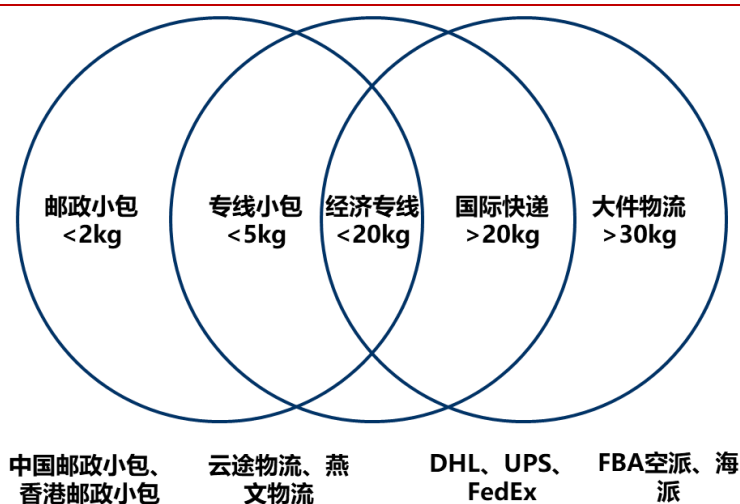 邮政小包
<2kg
专线小包
<5kg
经济专线
<20kg
国际快递
>20kg
大件物流
>30kg
中国邮政小包、
香港邮政小包
云途物流、燕
文物流
DHL、UPS、
FedEx
FBA空派、海
派